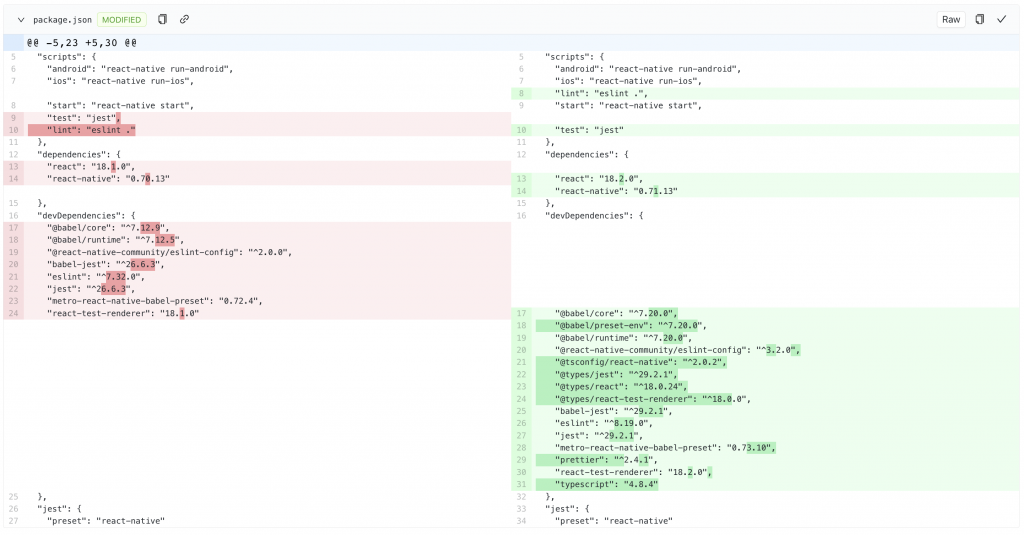 package.json MODIFIED Raw
@@ -5,23 +5,30 @@
5 "scripts": {
6 "android": "react-native run-android",
7 "ios": "react-native run-ios",
8 "start": "react-native start",
9 "test": "jest",
10 "lint": "eslint ."
11 },
12 "dependencies": {
13 "react": "18.1.0",
14 "react-native": "0.70.13"
15 },
16 "devDependencies": {
17 "@babel/core": "^7.12.9",
18 "@babel/runtime": "^7.12.5",
19 "@react-native-community/eslint-config": "^2.0.0",
20 "babel-jest": "^26.6.3",
21 "eslint": "^7.32.0",
22 "jest": "^26.6.3",
23 "metro-react-native-babel-preset": "0.72.4",
24 "react-test-renderer": "18.1.0"
25 },
26 "jest": {
27 "preset": "react-native"
5 "scripts": {
6 "android": "react-native run-android",
7 "ios": "react-native run-ios",
8 "lint": "eslint .",
9 "start": "react-native start",
10 "test": "jest"
11 },
12 "dependencies": {
13 "react": "18.2.0",
14 "react-native": "0.71.13"
15 },
16 "devDependencies": {
17 "@babel/core": "^7.20.0",
18 "@babel/preset-env": "^7.20.0",
19 "@babel/runtime": "^7.20.0",
20 "@react-native-community/eslint-config": "^3.2.0",
21 "@tsconfig/react-native": "^2.0.2",
22 "@types/jest": "^29.2.1",
23 "@types/react": "^18.0.24",
24 "@types/react-test-renderer": "^18.0.0",
25 "babel-jest": "^29.2.1",
26 "eslint": "^8.19.0",
27 "jest": "^29.2.1",
28 "metro-react-native-babel-preset": "0.73.10",
29 "prettier": "^2.4.1",
30 "react-test-renderer": "18.2.0",
31 "typescript": "4.8.4"
32 },
33 "jest": {
34 "preset": "react-native"